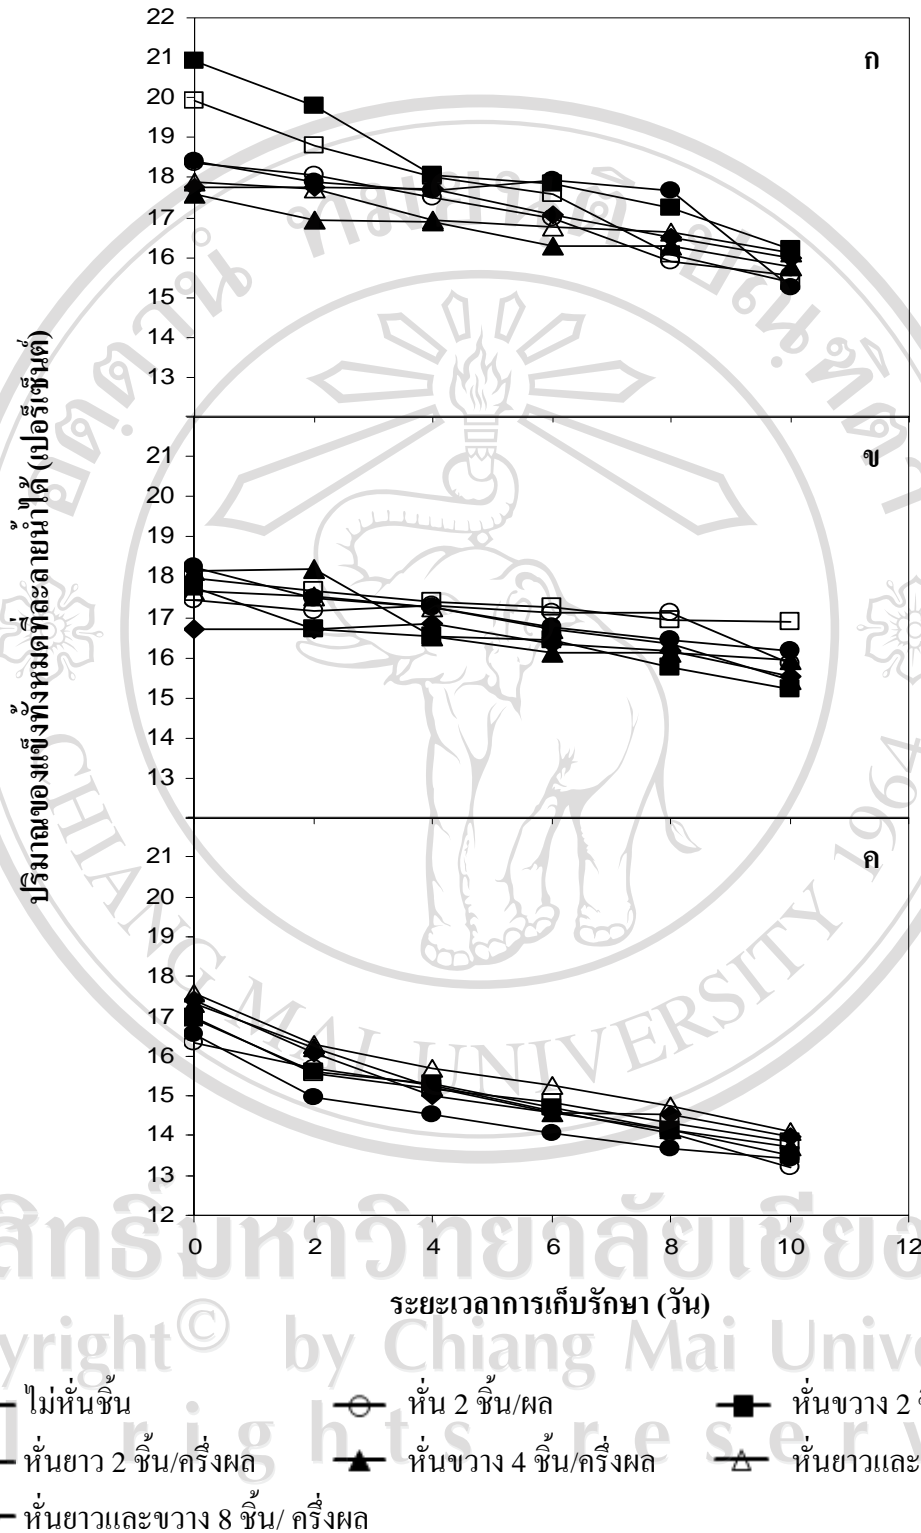 22
21
20
19
18
17
16
15
14
13
ก
21
20
19
18
17
16
15
14
13
ข
21
20
19
18
17
16
15
14
13
12
ค
0 2 4 6 8 10 12
ปริมาณของแข็งทั้งหมดที่ละลายน้ำได้ (เปอร์เซ็นต์)
ระยะเวลาการเก็บรักษา (วัน)
ไม่หั่นชิ้น
หั่น 2 ชิ้น/ผล
หั่นขวาง 2
หั่นยาว 2 ชิ้น/ครึ่งผล
หั่นขวาง 4 ชิ้น/ครึ่งผล
หั่นยาวและ
หั่นยาวและขวาง 8 ชิ้น/ ครึ่งผล
CHIANG MAI UNIVERSITY 1964
© by Chiang Mai
rights